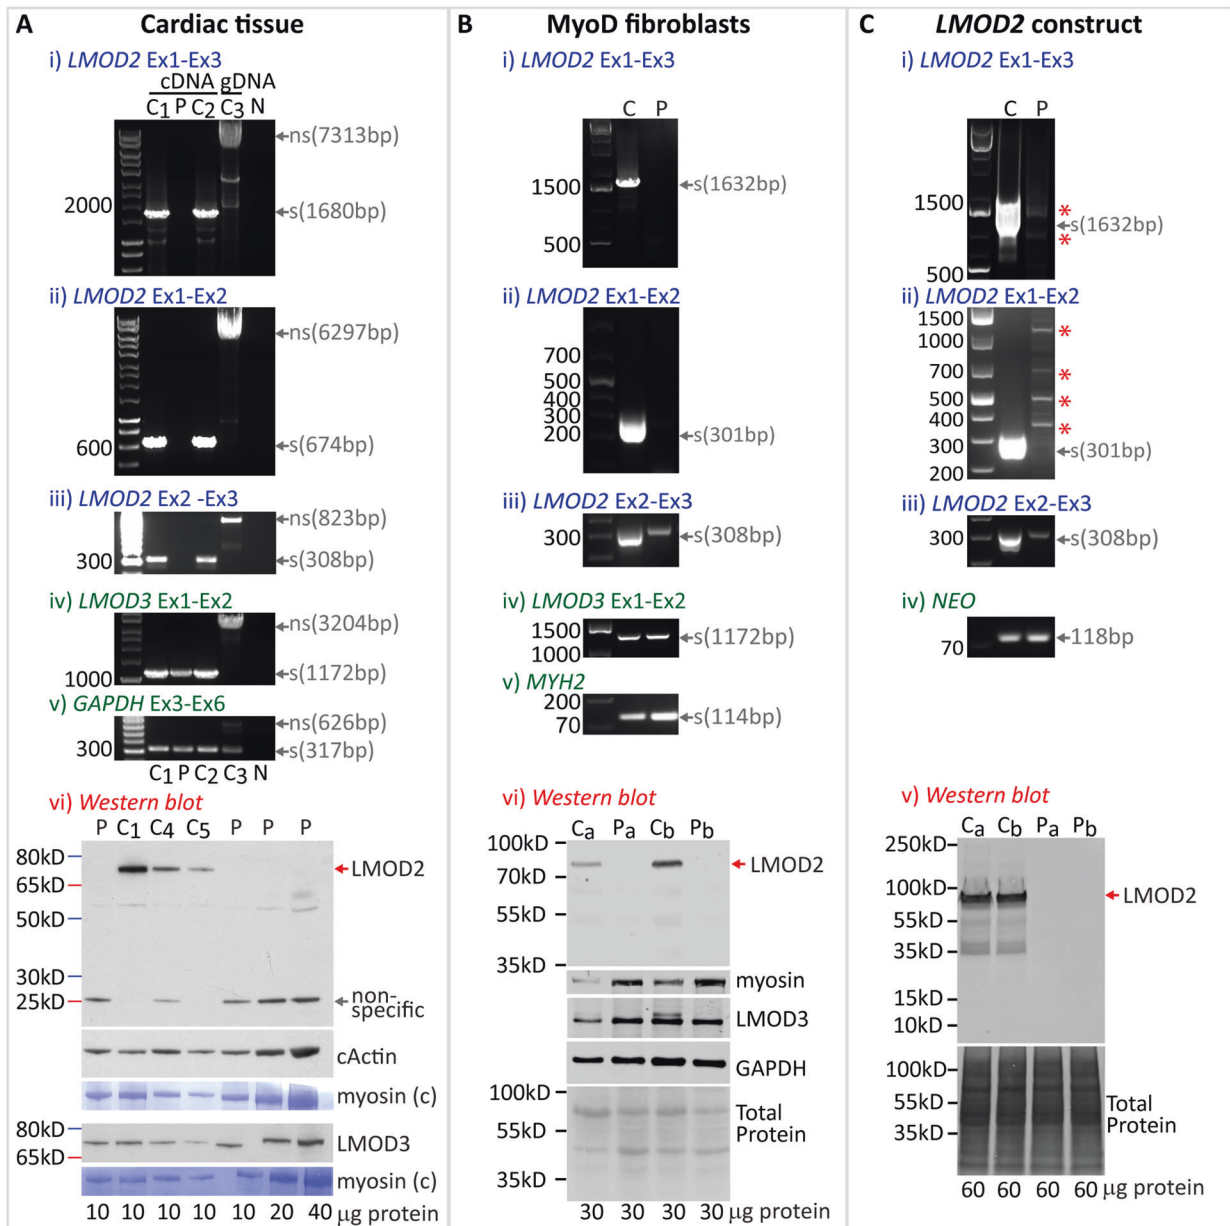 A Cardiac tissue
i) LMOD2 Ex1-Ex3
cDNA gDNA
C1 P C2 C3 N
ns(7313bp)
2000
s(1680bp)
ii) LMOD2 Ex1-Ex2
ns(6297bp)
600
s(674bp)
iii) LMOD2 Ex2 -Ex3
ns(823bp)
300
s(308bp)
iv) LMOD3 Ex1-Ex2
ns(3204bp)
1000
s(1172bp)
v) GAPDH Ex3-Ex6
ns(626bp)
300
s(317bp)
C1 P C2 C3 N
vi) Western blot
P C1 C4 C5 P P P
80kD
LMOD2
65kD
50kD
30kD
25kD
non-
specific
cActin
myosin (c)
80kD
LMOD3
65kD
myosin (c)
10 10 10 10 10 20 40 µg protein
B MyoD fibroblasts
i) LMOD2 Ex1-Ex3
C P
1500
s(1632bp)
500
ii) LMOD2 Ex1-Ex2
700
500
400
300
200
s(301bp)
iii) LMOD2 Ex2-Ex3
300
s(308bp)
iv) LMOD3 Ex1-Ex2
1500
s(1172bp)
1000
v) MYH2
200
s(114bp)
70
vi) Western blot
Ca Pa Cb Pb
100kD
LMOD2
70kD
55kD
35kD
myosin
LMOD3
GAPDH
100kD
Total
Protein
55kD
35kD
30 30 30 30 µg protein
C LMOD2 construct
i) LMOD2 Ex1-Ex3
C P
1500
*
s(1632bp)
*
500
ii) LMOD2 Ex1-Ex2
1500
*
1000
700
*
500
*
400
*
300
s(301bp)
200
iii) LMOD2 Ex2-Ex3
300
s(308bp)
iv) NEO
118bp
70
v) Western blot
Ca Cb Pa Pb
250kD
100kD
LMOD2
55kD
35kD
15kD
10kD
100kD
55kD
Total
Protein
35kD
60 60 60 60 µg protein